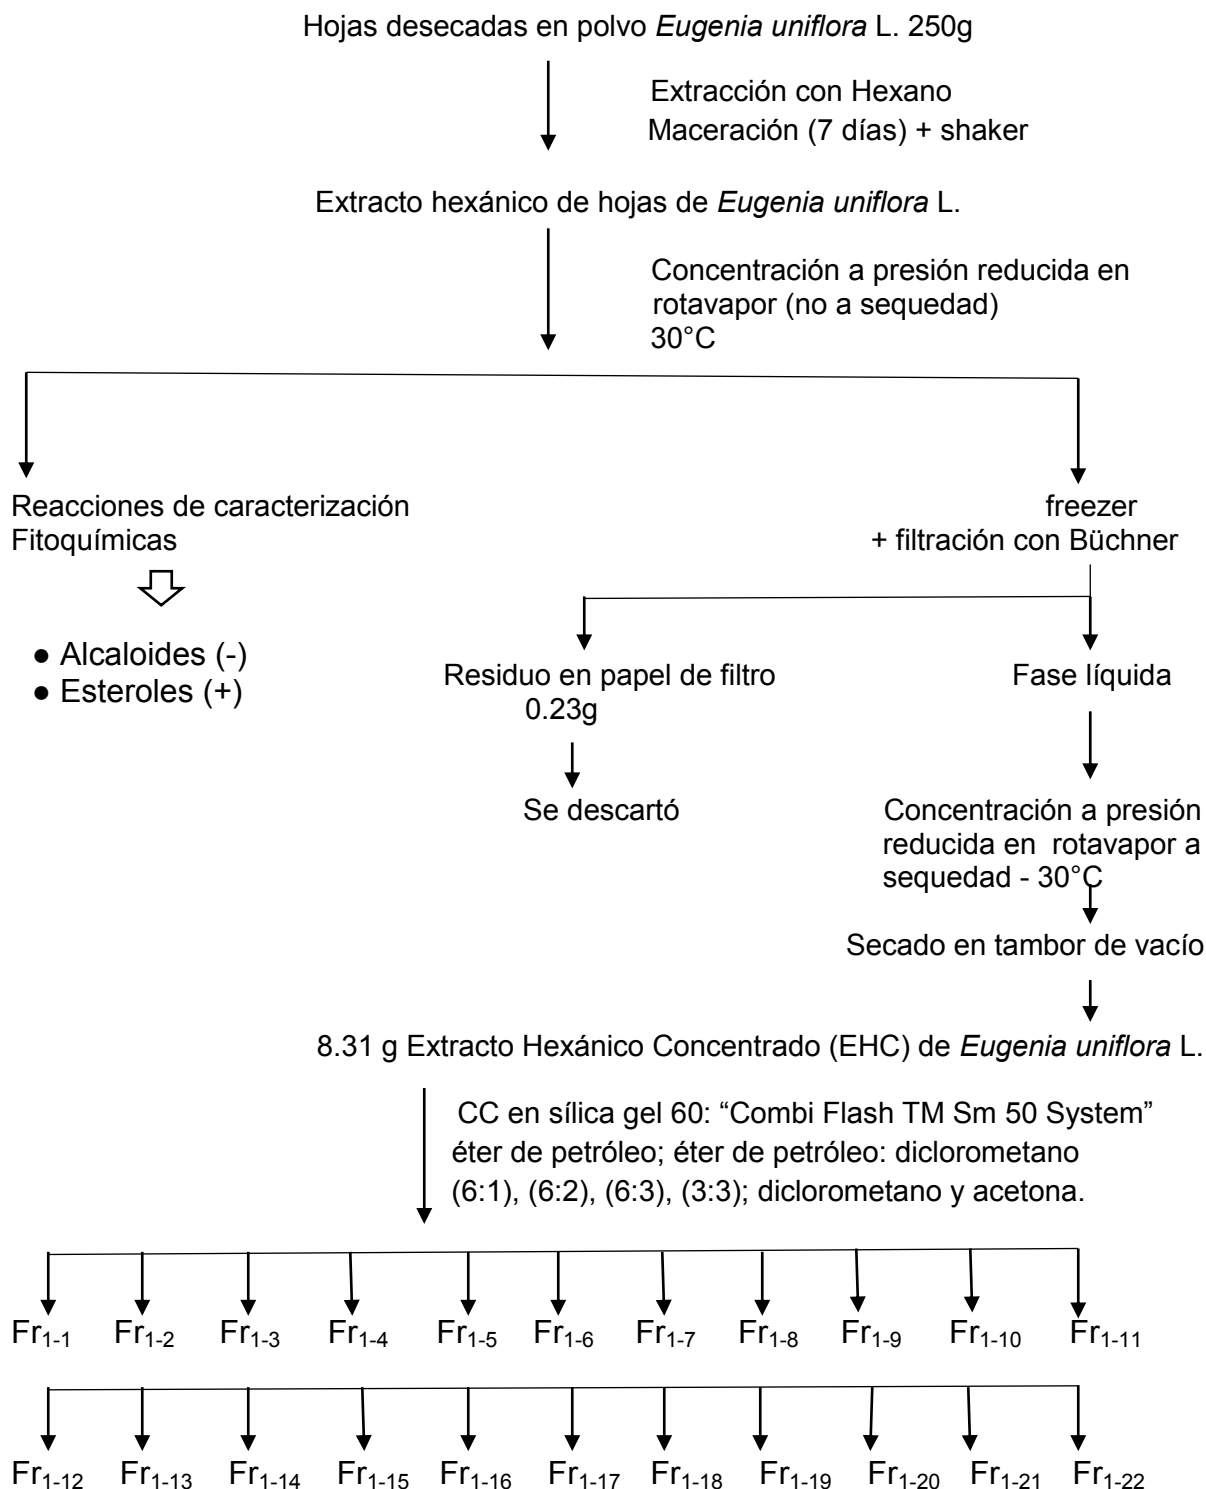 Hojas desecadas en polvo Eugenia uniflora L. 250g
Extracción con Hexano
Maceración (7 días) + shaker
Extracto hexánico de hojas de Eugenia uniflora L.
Concentración a presión reducida en
rotavapor (no a sequedad)
30°C
Reacciones de caracterización
Fitoquímicas
● Alcaloides (-)
● Esteroles (+)
freezer
+ filtración con Büchner
Residuo en papel de filtro
0.23g
Se descartó
Fase líquida
Concentración a presión
reducida en rotavapor a
sequedad - 30°C
Secado en tambor de vacío
8.31 g Extracto Hexánico Concentrado (EHC) de Eugenia uniflora L.
CC en sílica gel 60: “Combi Flash TM Sm 50 System”
éter de petróleo; éter de petróleo: diclorometano
(6:1), (6:2), (6:3), (3:3); diclorometano y acetona.
Fr1-1 Fr1-2 Fr1-3 Fr1-4 Fr1-5 Fr1-6 Fr1-7 Fr1-8 Fr1-9 Fr1-10 Fr1-11
Fr1-12 Fr1-13 Fr1-14 Fr1-15 Fr1-16 Fr1-17 Fr1-18 Fr1-19 Fr1-20 Fr1-21 Fr1-22